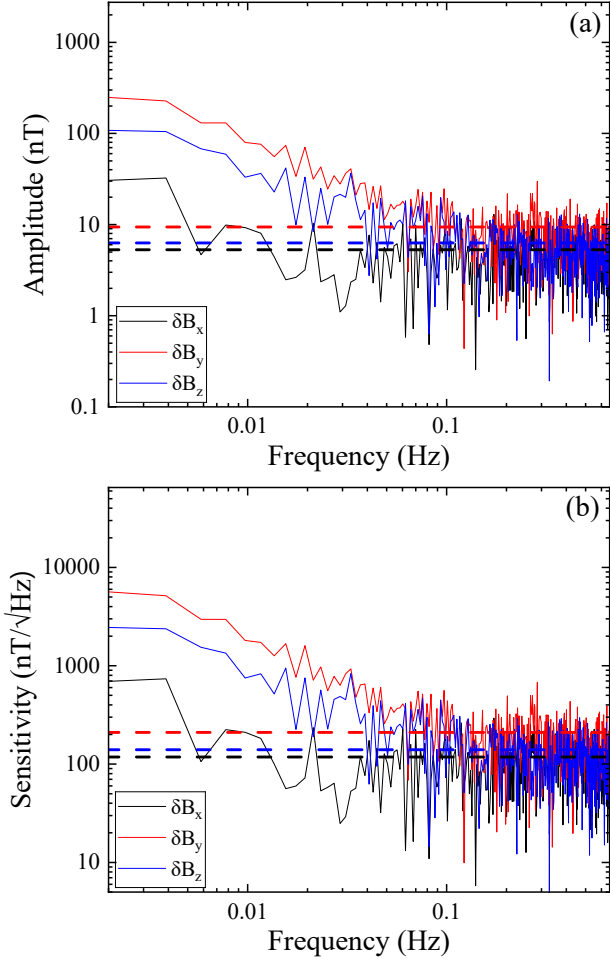 (a)
1000
100
10
1
0.1
Amplitude (nT)
δBx
δBy
δBz
0.01
0.1
Frequency (Hz)
(b)
10000
1000
100
10
Sensitivity (nT/√Hz)
δBx
δBy
δBz
0.01
0.1
Frequency (Hz)